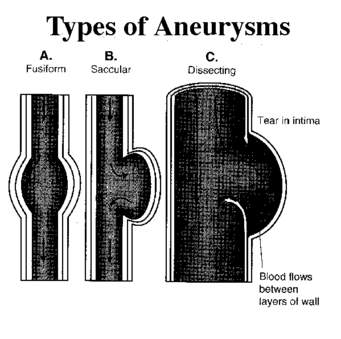 Types of Aneurysms
A.
Fusiform
B.
Saccular
C.
Dissecting
Tear in intima
Blood flows
between
layers of wall